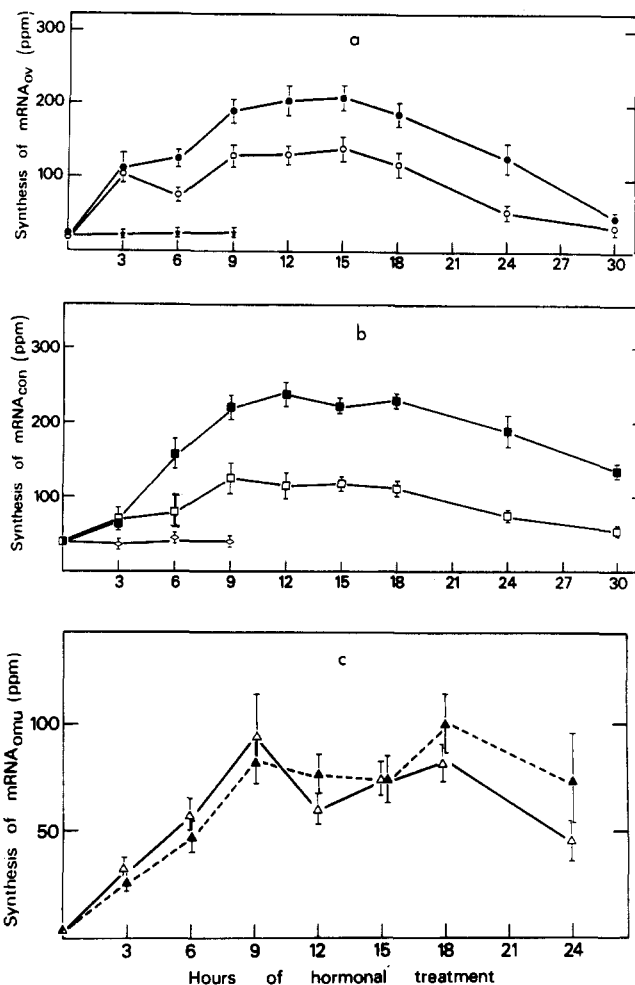 a
Synthesis of mRNAov (ppm)
300
200
100
3 6 9 12 15 18 21 24 27 30
b
Synthesis of mRNAcon (ppm)
300
200
100
3 6 9 12 15 18 21 24 27 30
c
Synthesis of mRNAomu (ppm)
100
50
3 6 9 12 15 18 21 24
Hours of hormonal treatment